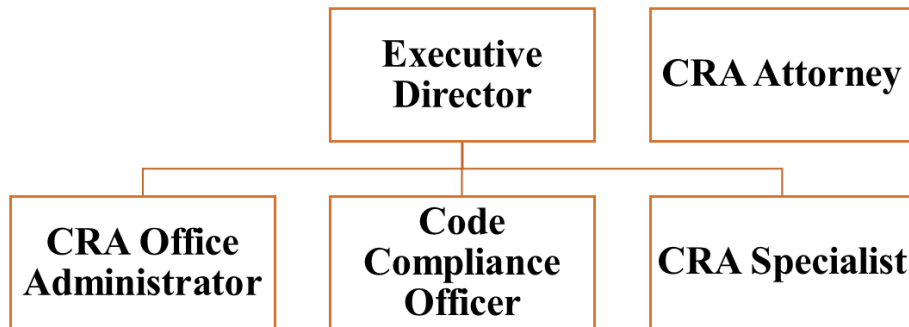 Executive
Director
CRA Attorney
CRA Office
Administrator
Code
Compliance
Officer
CRA Specialist